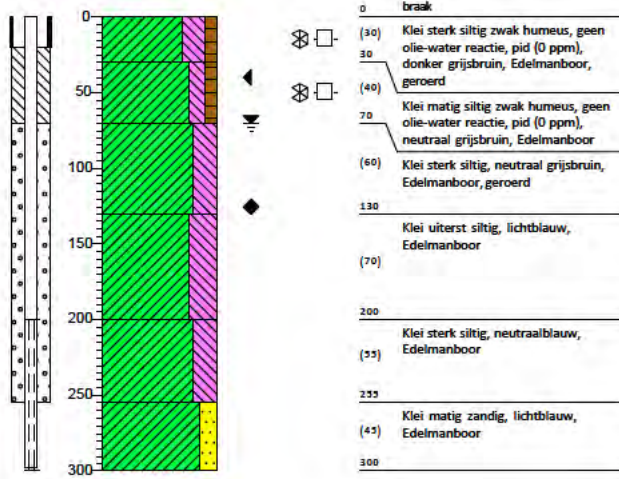 0
50
100
150
200
250
300
0 braak
(30) Klei sterk siltig zwak humeus, geen
olie-water reactie, pid (0 ppm),
30 donker grijsbruin, Edelmanboor,
geroerd
(40)
Klei matig siltig zwak humeus, geen
70 olie-water reactie, pid (0 ppm),
neutraal grijsbruin, Edelmanboor
(60) Klei sterk siltig, neutraal grijsbruin,
Edelmanboor, geroerd
130
Klei uiterst siltig, lichtblauw,
Edelmanboor
(70)
200
Klei sterk siltig, neutraalblauw,
(55) Edelmanboor
255
Klei matig zandig, lichtblauw,
(45) Edelmanboor
300